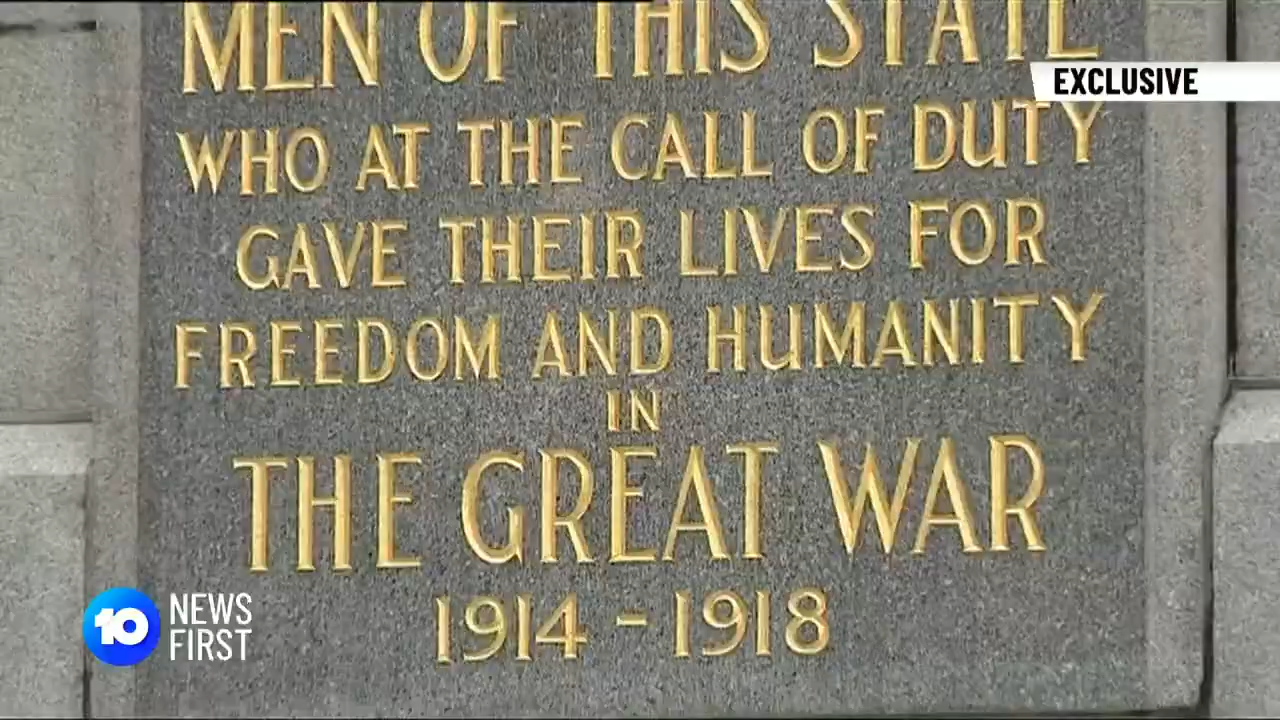 MEN OF THIS STATE
EXCLUSIVE
WHO AT THE CALL OF DUTY
GAVE THEIR LIVES FOR
FREEDOM AND HUMANITY
IN
THE GREAT WAR
1914 - 1918
10 NEWS
FIRST